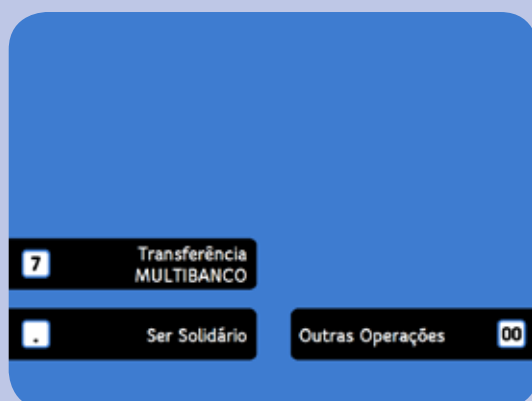 7
Transferência
MULTIBANCO
. Ser Solidário
Outras Operações 00